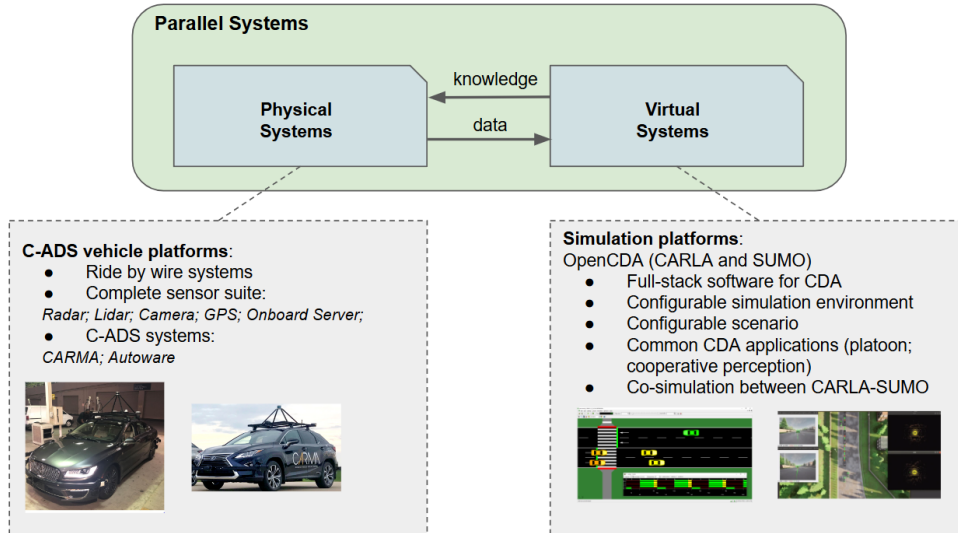 Parallel Systems
Physical
Systems
knowledge
data
Virtual
Systems
C-ADS vehicle platforms:
● Ride by wire systems
● Complete sensor suite:
Radar; Lidar; Camera; GPS; Onboard Server;
● C-ADS systems:
CARMA; Autoware
CARMA
Simulation platforms:
OpenCDA (CARLA and SUMO)
● Full-stack software for CDA
● Configurable simulation environment
● Configurable scenario
● Common CDA applications (platoon;
cooperative perception)
● Co-simulation between CARLA-SUMO